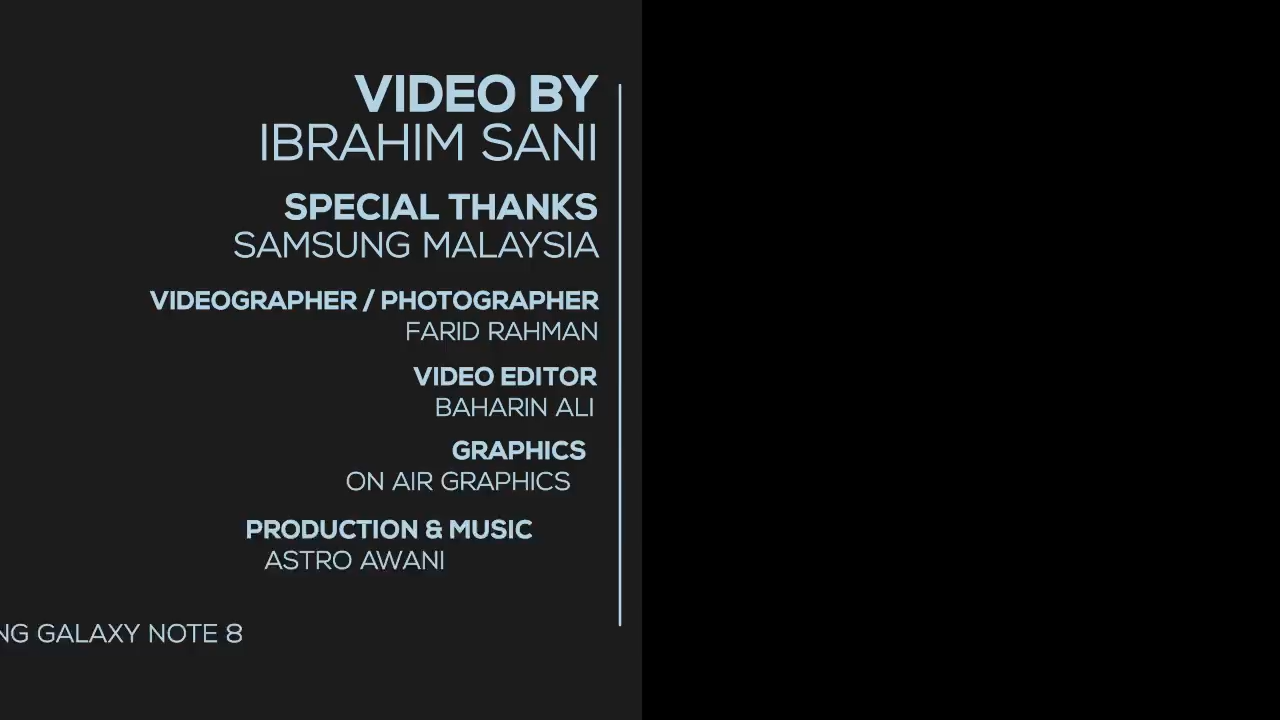 VIDEO BY
IBRAHIM SANI
SPECIAL THANKS
SAMSUNG MALAYSIA
VIDEOGRAPHER / PHOTOGRAPHER
FARID RAHMAN
VIDEO EDITOR
BAHARIN ALI
GRAPHICS
ON AIR GRAPHICS
PRODUCTION & MUSIC
ASTRO AWANI
GALAXY NOTE 8